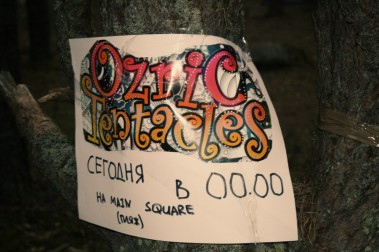 Ozric
Tentacles
СЕГОДНЯ В 00.00
НА MAIN SQUARE
(ПЛЯЖ)